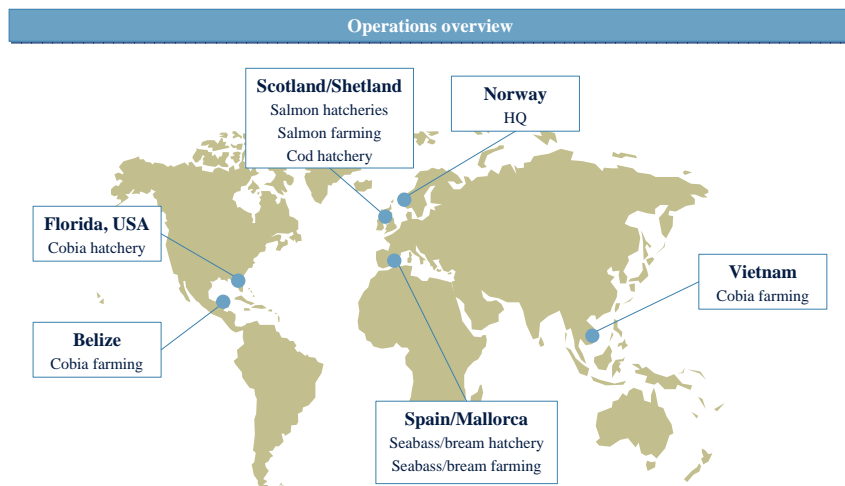 Operations overview
Scotland/Shetland
Salmon hatcheries
Salmon farming
Cod hatchery
Norway
HQ
Florida, USA
Cobia hatchery
Vietnam
Cobia farming
Belize
Cobia farming
Spain/Mallorca
Seabass/bream hatchery
Seabass/bream farming